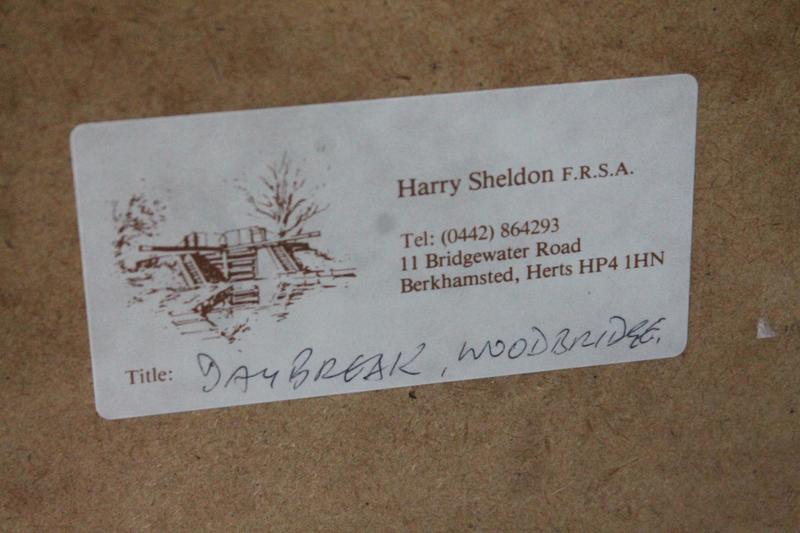 Harry Sheldon F.R.S.A.
Tel: (0442) 864293
11 Bridgewater Road
Berkhamsted, Herts HP4 1HN
Title: DAYBREAK, WOODBRIDGE.